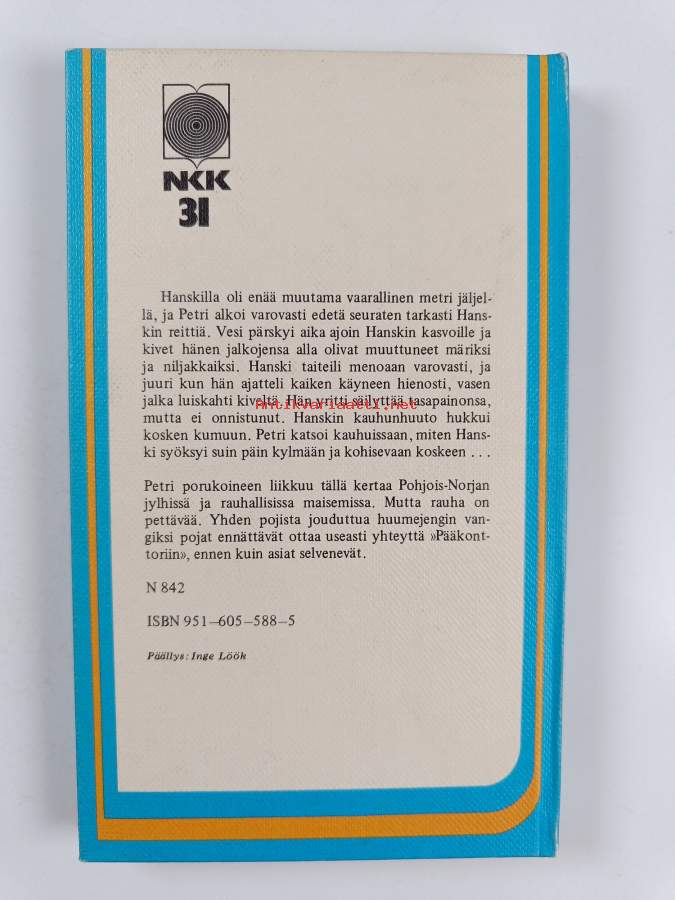 NKK
31
Hanskilla oli enää muutama vaarallinen metri jäljel-
lä, ja Petri alkoi varovasti edetä seuraten tarkasti Hans-
kin reittiä. Vesi pärskyi aika ajoin Hanskin kasvoille ja
kivet hänen jalkojensa alla olivat muuttuneet märiksi
ja niljakkaiksi. Hanski taiteili menoaan varovasti, ja
juuri kun hän ajatteli kaiken käyneen hienosti, vasen
jalka luiskahti kiveltä. Hän yritti säilyttää tasapainonsa,
antikvariaatti.net
mutta ei onnistunut. Hanskin kauhunhuuto hukkui
kosken kumuun. Petri katsoi kauhuissaan, miten Hans-
ki syöksyi suin päin kylmään ja kohisevaan koskeen ...
Petri porukoineen liikkuu tällä kertaa Pohjois-Norjan
jylhissä ja rauhallisissa maisemissa. Mutta rauha on
pettävää. Yhden pojista jouduttua huumejengin van-
giksi pojat ennättävät ottaa useasti yhteyttä »Pääkont-
toriin», ennen kuin asiat selvenevät.
N 842
ISBN 951–605–588–5
Päällys: Inge Löök